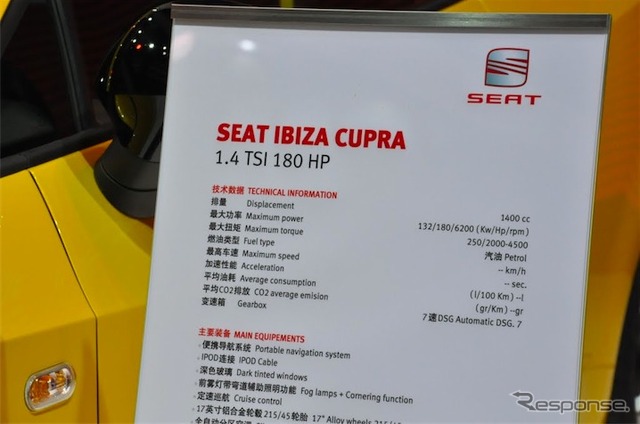 SEAT
SEAT IBIZA CUPRA
1.4 TSI 180 HP
技术数据 TECHNICAL INFORMATION
排量 Displacement 1400 cc
最大功率 Maximum power 132/180/6200 (Kw/Hp/rpm)
最大扭矩 Maximum torque 250/2000-4500
燃油类型 Fuel type 汽油 Petrol
最高车速 Maximum speed -- km/h
加速性能 Acceleration -- sec.
平均油耗 Average consumption (l/100 Km) --l
平均CO2排放 CO2 average emision (gr/Km) --gr
变速箱 Gearbox 7速DSG Automatic DSG. 7
主要装备 MAIN EQUIPEMENTS
便携导航系统 Portable navigation system
IPOD连接 IPOD Cable
深色玻璃 Dark tinted windows
前雾灯带弯道辅助照明功能 Fog lamps + Cornering function
定速巡航 Cruise control
17英寸铝合金轮毂215/45轮胎 17" Alloy wheels 215/
Response.